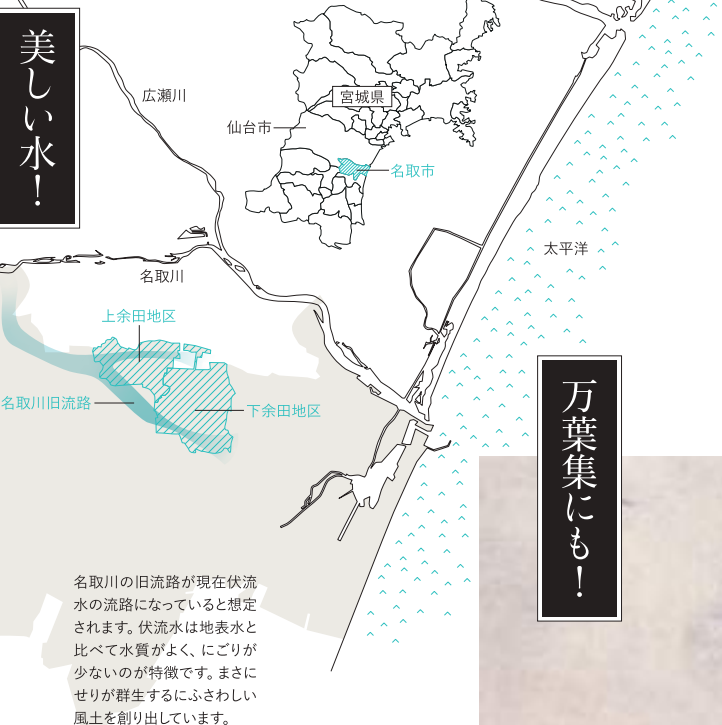 美しい水！
広瀬川
宮城県
仙台市
名取市
太平洋
名取川
上余田地区
名取川旧流路
下余田地区
万葉集にも！
名取川の旧流路が現在伏流
水の流路になっていると想定
されます。伏流水は地表水と
比べて水質がよく、にごりが
少ないのが特徴です。まさに
せりが群生するにふさわしい
風土を創り出しています。